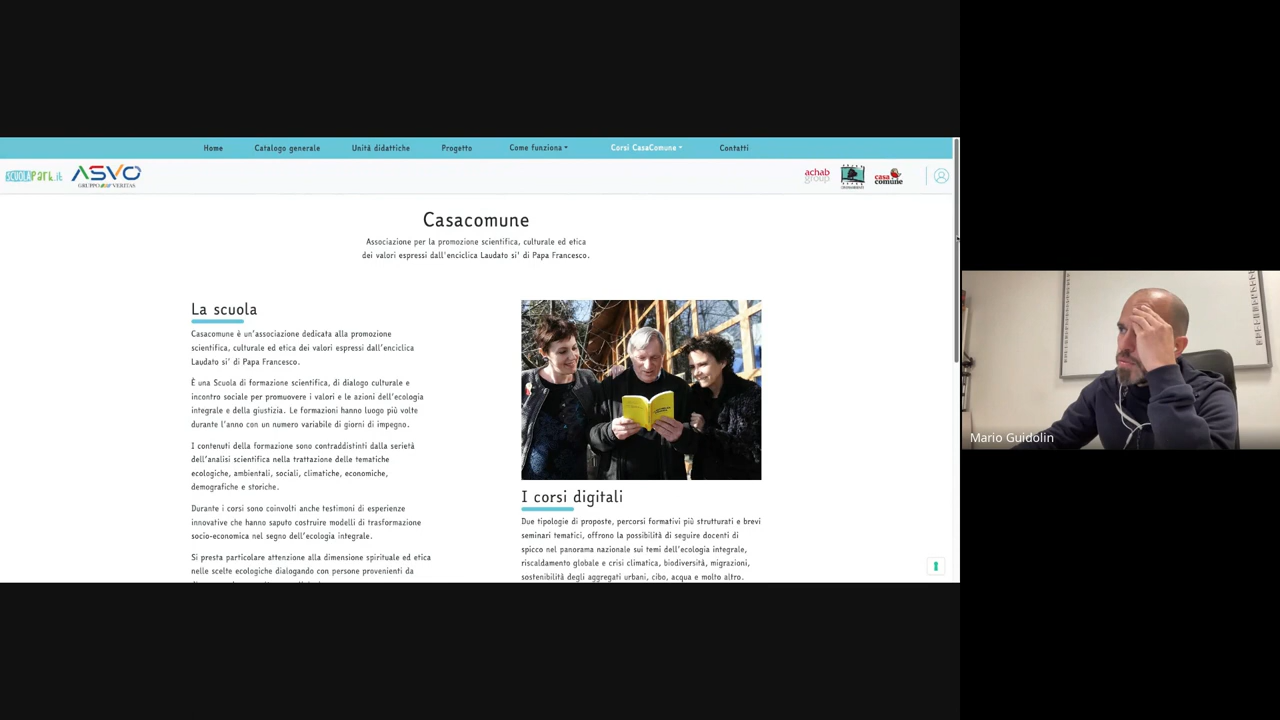 Home Catalogo generale Unità didattiche Progetto Come funziona Corsi CasaComune Contatti
SCUOLAPark.it ASVO achab group casa comune
GRUPPO VERITAS
Casacomune
Associazione per la promozione scientifica, culturale ed etica
dei valori espressi dall'enciclica Laudato si' di Papa Francesco.
La scuola
Casacomune è un'associazione dedicata alla promozione
scientifica, culturale ed etica dei valori espressi dall'enciclica
Laudato si' di Papa Francesco.
È una Scuola di formazione scientifica, di dialogo culturale e
incontro sociale per promuovere i valori e le azioni dell'ecologia
integrale e della giustizia. Le formazioni hanno luogo più volte
durante l'anno con un numero variabile di giorni di impegno.
I contenuti della formazione sono contraddistinti dalla serietà
dell'analisi scientifica nella trattazione delle tematiche
ecologiche, ambientali, sociali, climatiche, economiche,
demografiche e storiche.
Durante i corsi sono coinvolti anche testimoni di esperienze
innovative che hanno saputo costruire modelli di trasformazione
socio-economica nel segno dell'ecologia integrale.
Si presta particolare attenzione alla dimensione spirituale ed etica
nelle scelte ecologiche dialogando con persone provenienti da
I corsi digitali
Due tipologie di proposte, percorsi formativi più strutturati e brevi
seminari tematici, offrono la possibilità di seguire docenti di
spicco nel panorama nazionale sui temi dell'ecologia integrale,
riscaldamento globale e crisi climatica, biodiversità, migrazioni,
sostenibilità degli aggregati urbani, cibo, acqua e molto altro.
Mario Guidolin